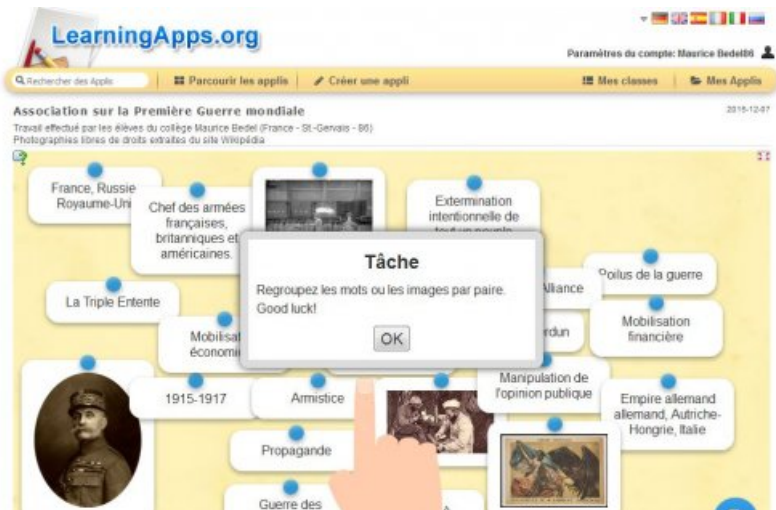 LearningApps.org
Paramètres du compte: Maurice Bedel86
Rechercher des Applis
Parcourir les applis
Créer une appli
Mes classes
Mes Applis
Association sur la Première Guerre mondiale
2015-12-07
Travail effectué par les élèves du collège Maurice Bedel (France - St.-Gervais - 86)
Photographies libres de droits extraites du site Wikipédia
France, Russie
Royaume-Uni
Chef des armées
françaises,
britanniques et
américaines.
Extermination
intentionnelle de
tout un peuple
Tâche
Regroupez les mots ou les images par paire.
Good luck!
OK
Alliance
Poilus de la guerre
La Triple Entente
Mobilisation
financière
1915-1917
Armistice
Manipulation de
l'opinion publique
Empire allemand
allemand, Autriche-
Hongrie, Italie
Propagande
Guerre des